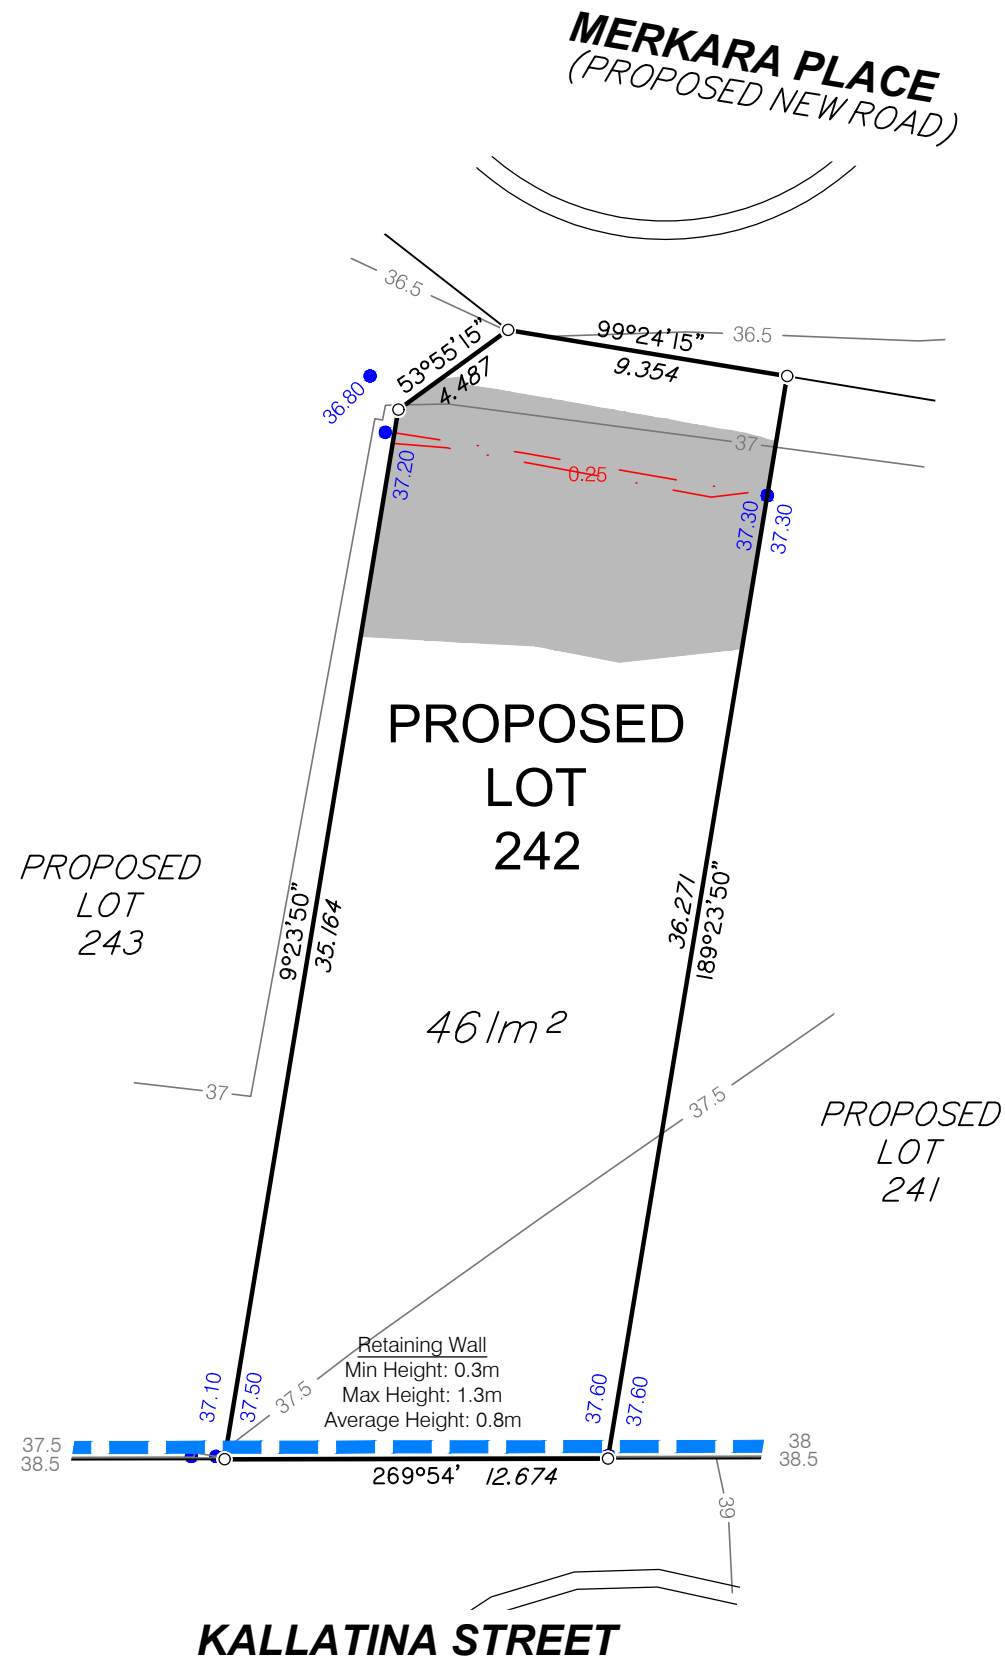 MERKARA PLACE
(PROPOSED NEW ROAD)
36.5
99°24'15"
36.5
53°55'15"
9.354
4.487
36.80
37
37.20
0.25
37.30
37.30
PROPOSED
LOT
242
PROPOSED
LOT
243
9°23'50"
35.164
36.271
189°23'50"
461m²
37
37.5
PROPOSED
LOT
241
Retaining Wall
Min Height: 0.3m
Max Height: 1.3m
Average Height: 0.8m
37.10
37.50
37.5
37.60
37.60
37.5
38.5
38
38.5
269°54' 12.674
39
KALLATINA STREET